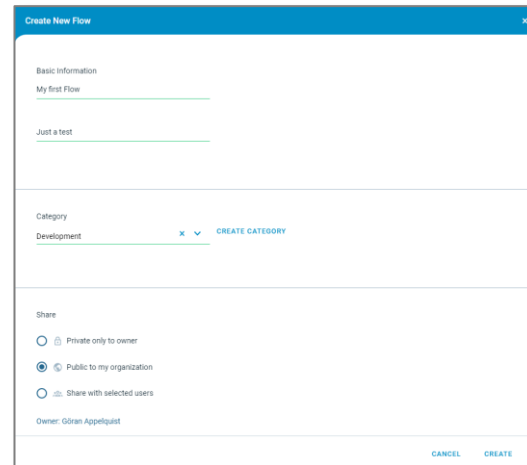 Create New Flow
Basic Information
My first Flow
Just a test
Category
Development
CREATE CATEGORY
Share
Private only to owner
Public to my organization
Share with selected users
Owner: Göran Appelquist
CANCEL CREATE